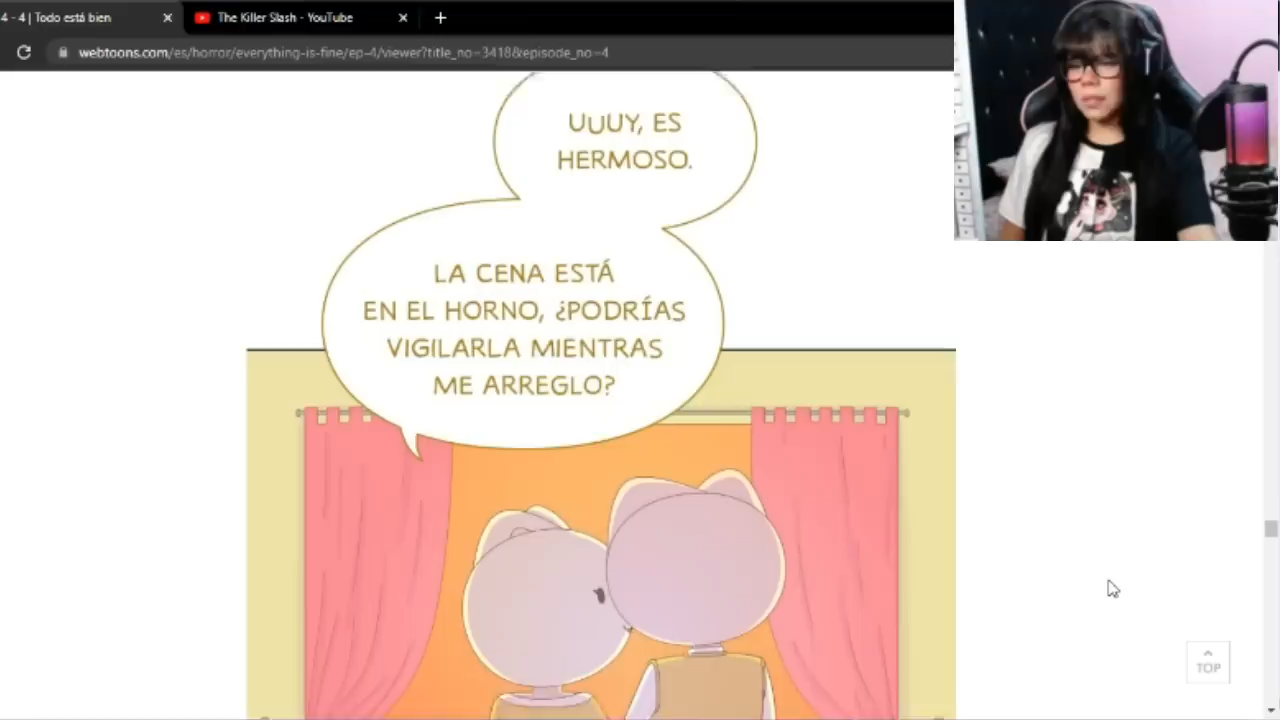 4 - 4 | Todo está bien
The Killer Slash - YouTube
webtoons.com/es/horror/everything-is-fine/ep-4/viewer?title_no=3418&episode_no=4
UUUY, ES
HERMOSO.
LA CENA ESTÁ
EN EL HORNO, ¿PODRÍAS
VIGILARLA MIENTRAS
ME ARREGLO?
TOP